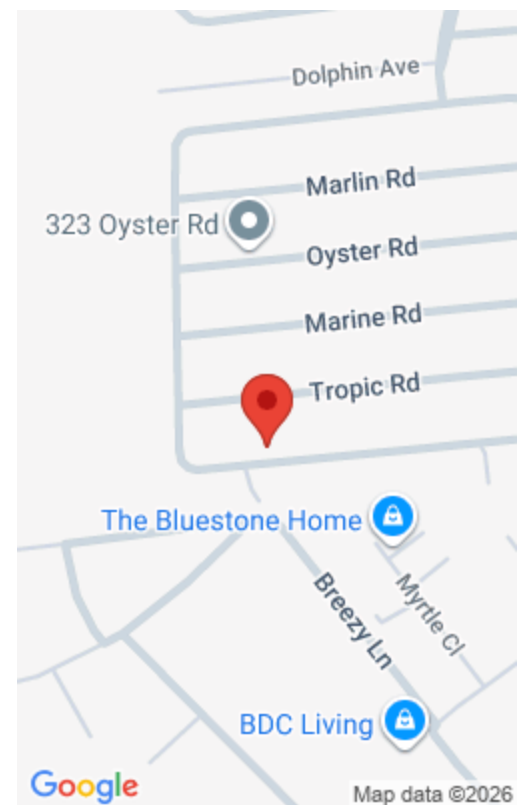 Dolphin Ave
Marlin Rd
323 Oyster Rd
Oyster Rd
Marine Rd
Tropic Rd
The Bluestone Home
Breezy Ln
Myrtle Cl
BDC Living
Google
Map data ©2026